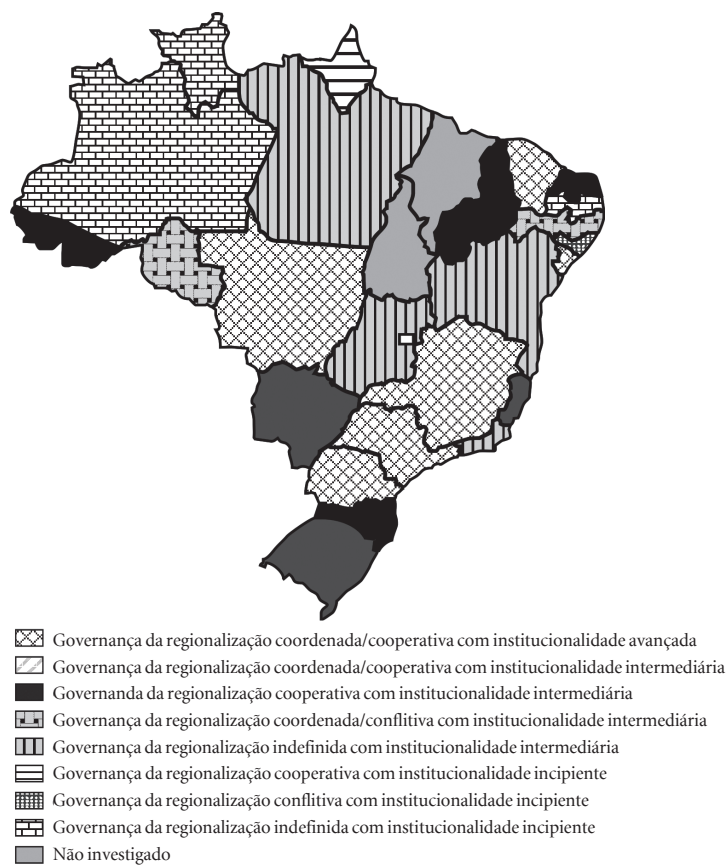 Governança da regionalização coordenada/cooperativa com institucionalidade avançada
Governança da regionalização coordenada/cooperativa com institucionalidade intermediária
Governanda da regionalização cooperativa com institucionalidade intermediária
Governança da regionalização coordenada/conflitiva com institucionalidade intermediária
Governança da regionalização indefinida com institucionalidade intermediária
Governança da regionalização cooperativa com institucionalidade incipiente
Governança da regionalização conflitiva com institucionalidade incipiente
Governança da regionalização indefinida com institucionalidade incipiente
Não investigado